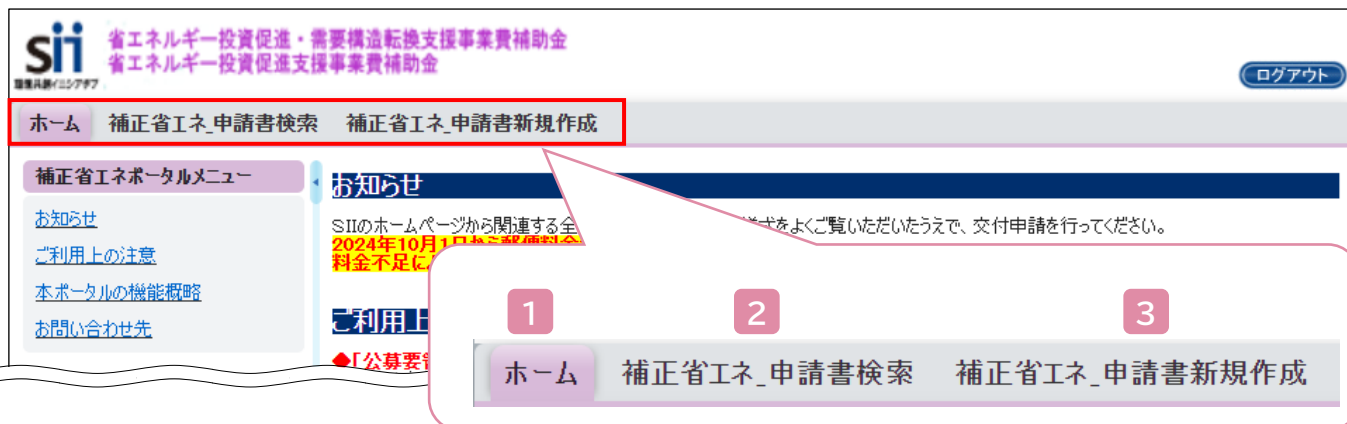 sii
省エネルギー投資促進・需要構造転換支援事業費補助金
省エネルギー投資促進支援事業費補助金
ログアウト
ホーム 補正省エネ_申請書検索 補正省エネ_申請書新規作成
補正省エネポータルメニュー
お知らせ
ご利用上の注意
本ポータルの機能概略
お問い合わせ先
お知らせ
SIIのホームページから関連する全
をよくご覧いただいたうえで、交付申請を行ってください。
2024年10月1日から郵便料金
料金不足に
ご利用上
◆「公募要
1 2 3
ホーム 補正省エネ_申請書検索 補正省エネ_申請書新規作成